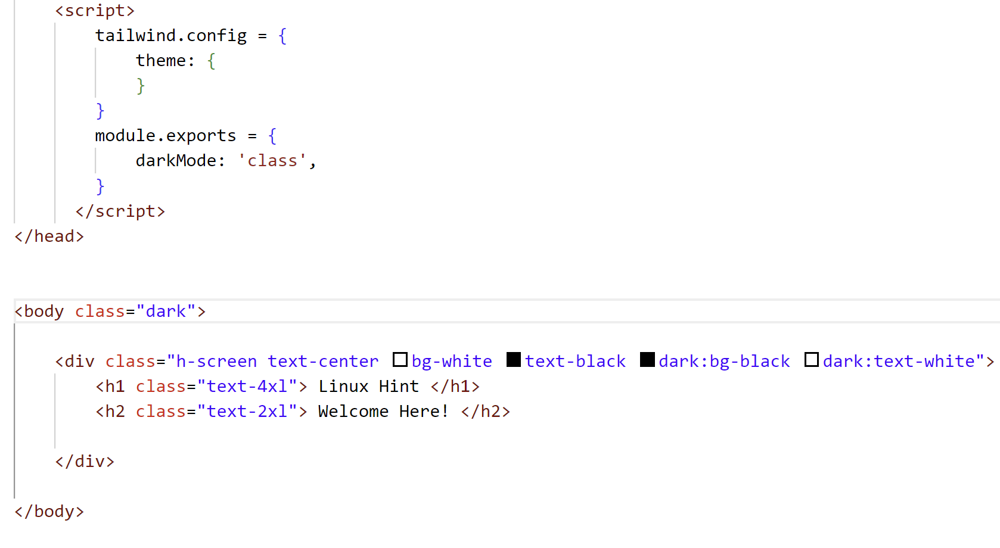 <script>
tailwind.config = {
theme: {
}
}
module.exports = {
darkMode: 'class',
}
</script>
</head>
<body class="dark">
<div class="h-screen text-center bg-white text-black dark:bg-black dark:text-white">
<h1 class="text-4xl"> Linux Hint </h1>
<h2 class="text-2xl"> Welcome Here! </h2>
</div>
</body>